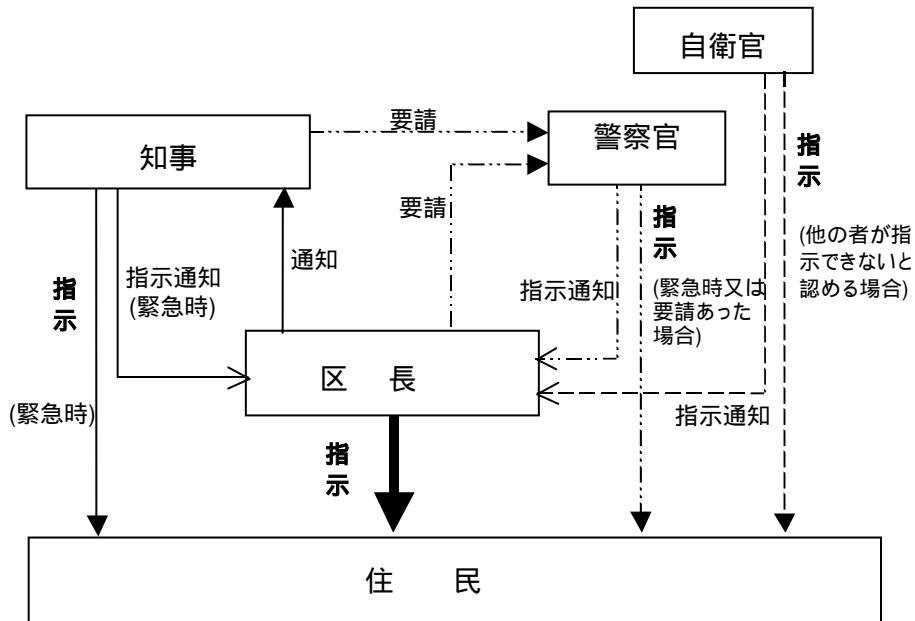 自衛官
要請
警察官
知事
指
示
要請
指
示
(他の者が指
示できないと
認める場合)
通知
指示通知
(緊急時)
指
示
指示通知
(緊急時又は
要請あった
場合)
区 長
(緊急時)
指示通知
指
示
住 民